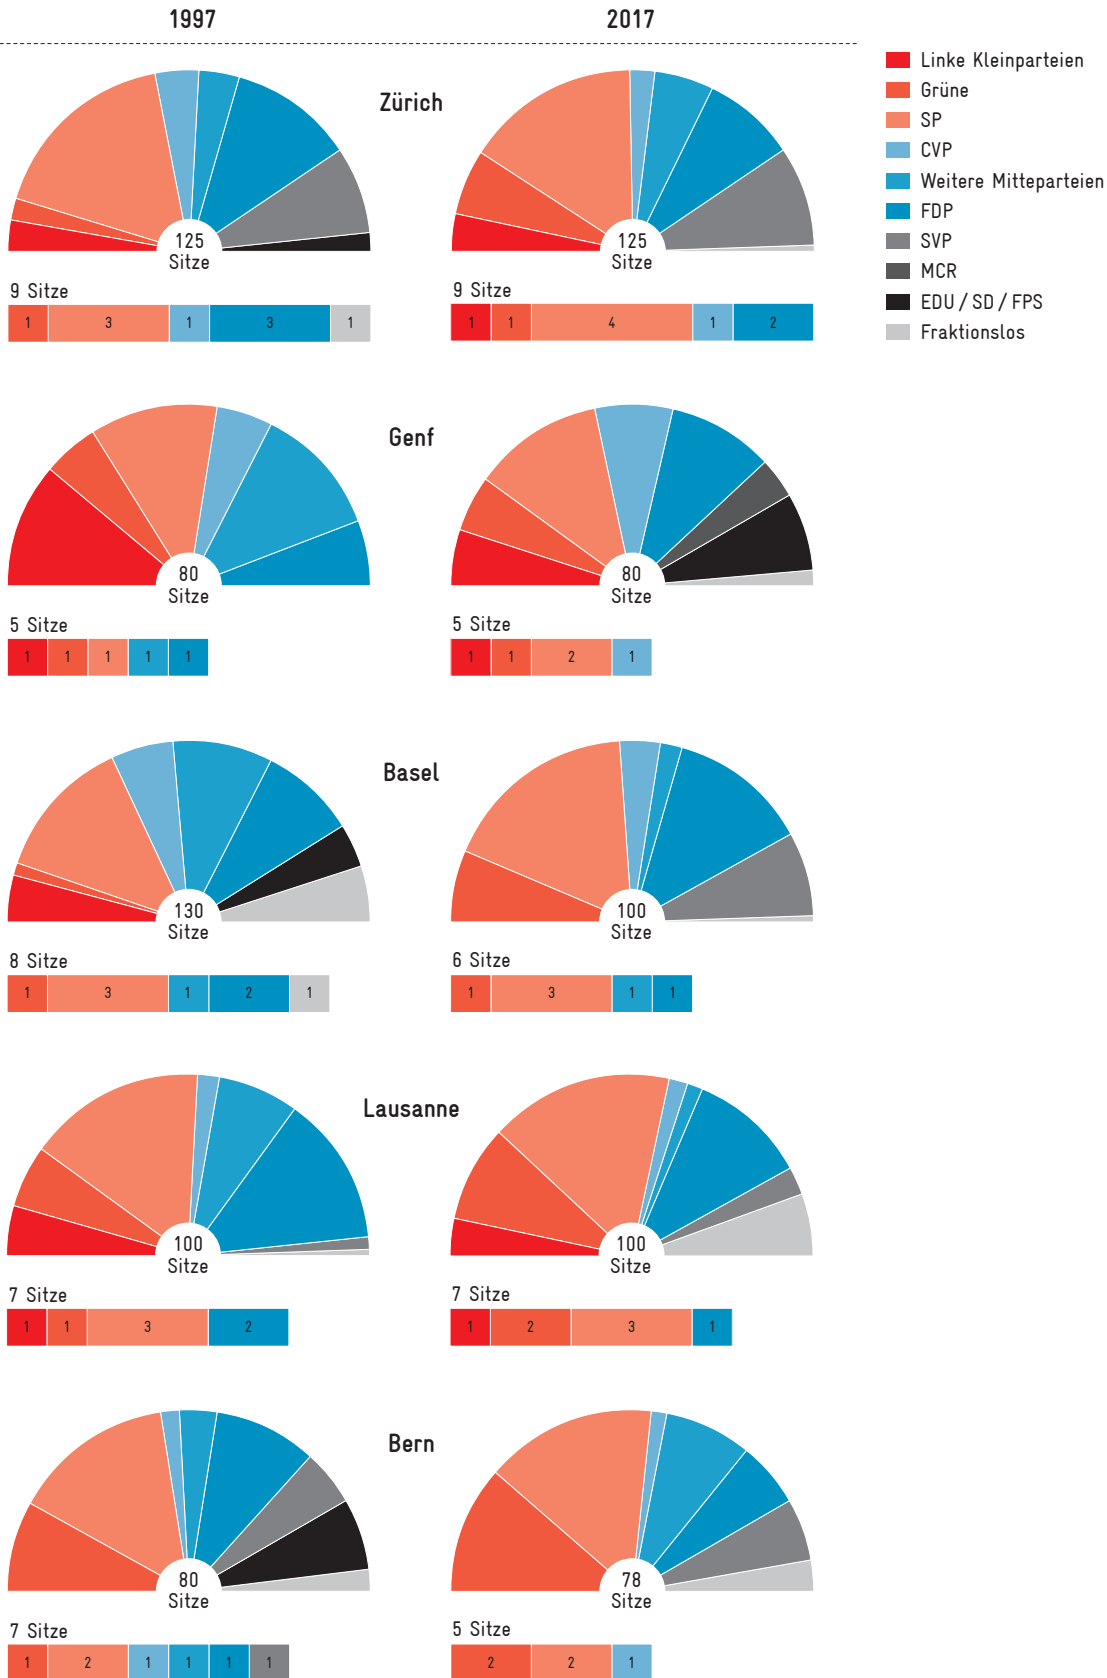 1997
2017
Linke Kleinparteien
Grüne
SP
CVP
Weitere Mitteparteien
FDP
SVP
MCR
EDU / SD / FPS
Fraktionslos
Zürich
125
Sitze
125
Sitze
9 Sitze
1 3 1 3 1
9 Sitze
1 1 4 1 2
Genf
80
Sitze
80
Sitze
5 Sitze
1 1 1 1 1
5 Sitze
1 1 2 1
Basel
130
Sitze
100
Sitze
8 Sitze
1 3 1 2 1
6 Sitze
1 3 1 1
Lausanne
100
Sitze
100
Sitze
7 Sitze
1 1 3 2
7 Sitze
1 2 3 1
Bern
80
Sitze
78
Sitze
7 Sitze
1 2 1 1 1 1
5 Sitze
2 2 1